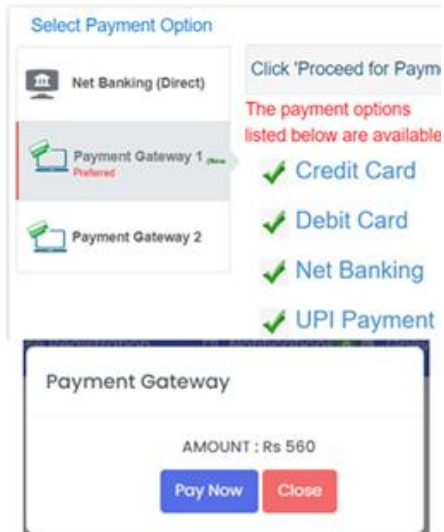 Select Payment Option
Net Banking (Direct)
Click 'Proceed for Payme
The payment options
listed below are available
Payment Gateway 1
Preferred
Credit Card
Debit Card
Payment Gateway 2
Net Banking
UPI Payment
Payment Gateway
AMOUNT : Rs 560
Pay Now
Close